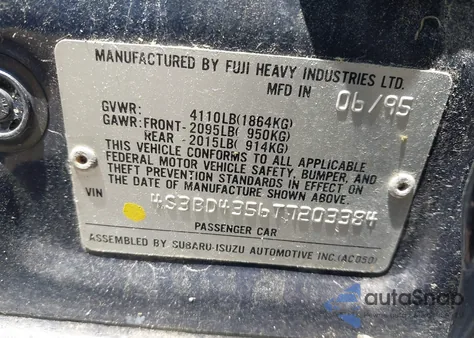 MANUFACTURED BY FUJI HEAVY INDUSTRIES LTD.
MFD IN 06/95
GVWR: 4110LB(1864KG)
GAWR: FRONT- 2095LB( 950KG)
REAR - 2015LB( 914KG)
THIS VEHICLE CONFORMS TO ALL APPLICABLE
FEDERAL MOTOR VEHICLE SAFETY, BUMPER, AND
THEFT PREVENTION STANDARDS IN EFFECT ON
THE DATE OF MANUFACTURE SHOWN ABOVE.
VIN 4S3BD4356T7203384
PASSENGER CAR
ASSEMBLED BY SUBARU-ISUZU AUTOMOTIVE INC.(AC090)
autoSnap